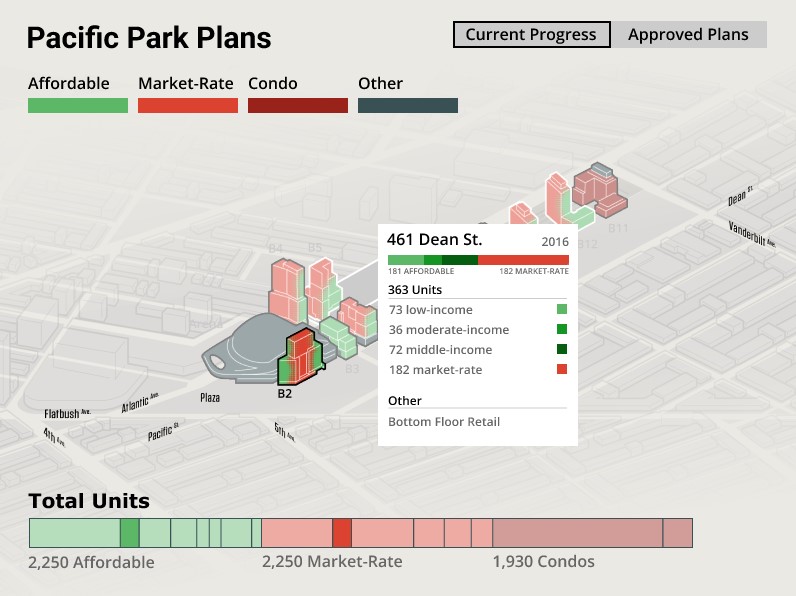 Pacific Park Plans
Current Progress
Approved Plans
Affordable
Market-Rate
Condo
Other
Dean St.
Vanderbilt Ave.
B11
B12
461 Dean St.
2016
181 AFFORDABLE
182 MARKET-RATE
363 Units
73 low-income
36 moderate-income
72 middle-income
182 market-rate
Other
Bottom Floor Retail
B4
B5
Arena
B3
B2
Plaza
Atlantic Ave.
Flatbush Ave.
4th Ave.
Pacific St.
6th Ave.
Total Units
2,250 Affordable
2,250 Market-Rate
1,930 Condos